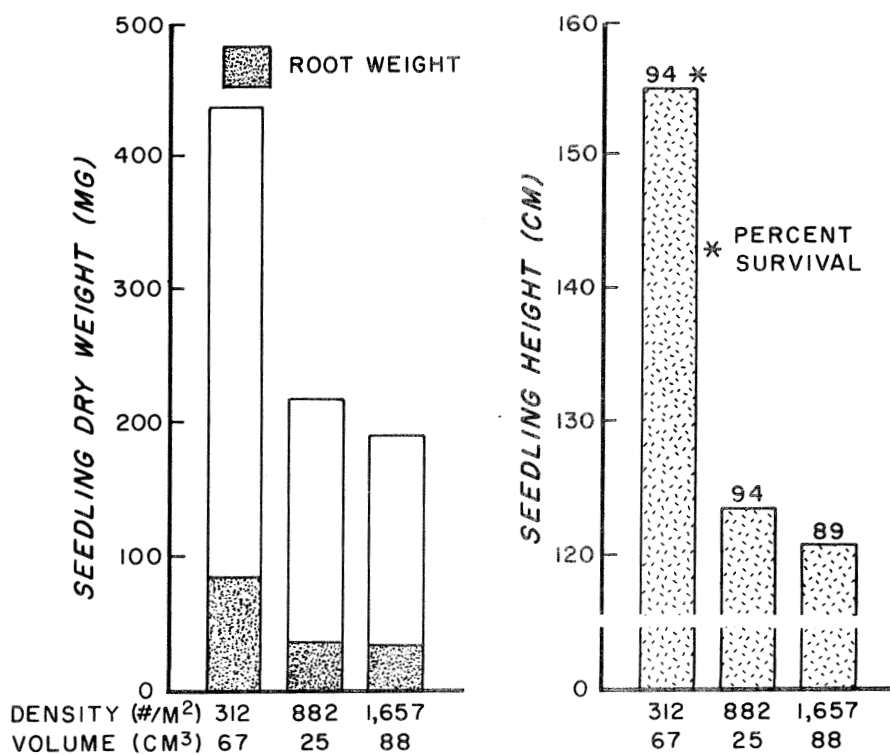 500
400
300
200
100
0
SEEDLING DRY WEIGHT (MG)
ROOT WEIGHT
DENSITY (#/M²) 312 882 1,657
VOLUME (CM³) 67 25 88
160
150
140
130
120
0
SEEDLING HEIGHT (CM)
94 *
94
89
* PERCENT
SURVIVAL
312 882 1,657
67 25 88